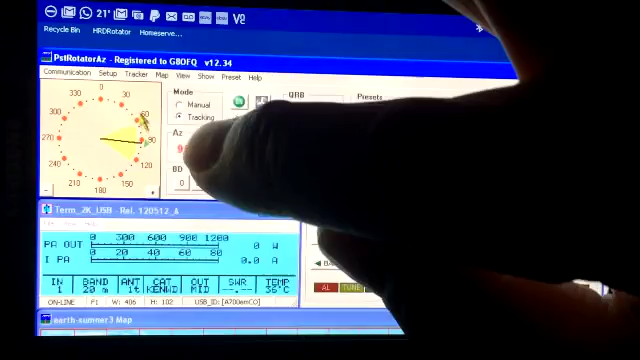 21
Recycle Bin HRDRotator Homeserve...
PstRotatorAz - Registered to G8OFQ v12.34
Communication Setup Tracker Map View Show Preset Help
Mode
Manual
Tracking
QRB
Presets
0
30
60
90
120
150
180
210
240
270
300
330
Az
BD
0
Term_2K_USB - Rel. 120512_A
0 300 600 900 1200
PA OUT 0 W
0 20 40 60 80
I PA 0.0 A
IN BAND ANT CAT OUT SWR TEMP
1 20 m 1t KENWD MID -.-- 36°C
ON-LINE F1 W: 406 H: 102 USB_ID: [A700emCO]
AL TUNE
earth-sumner3 Map